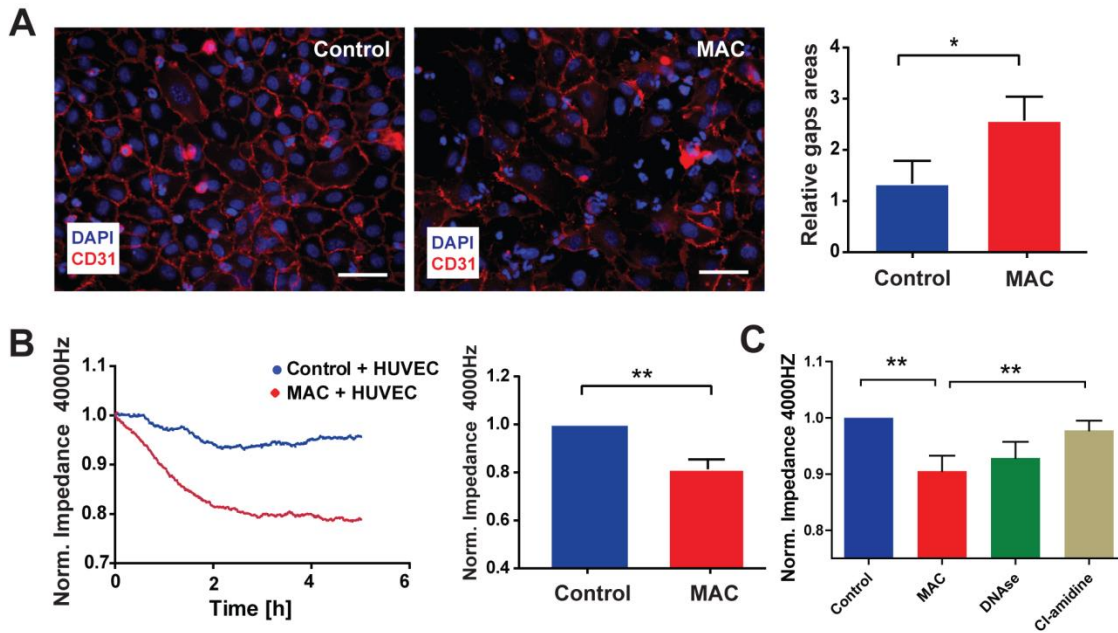 A
Control
DAPI
CD31
MAC
DAPI
CD31
Relative gaps areas
4
3
2
1
0
*
Control
MAC
B
Norm. Impedance 4000Hz
1.1
1.0
0.9
0.8
0.7
0
2
4
6
Time [h]
Control + HUVEC
MAC + HUVEC
Norm. Impedance 4000Hz
1.2
1.0
0.8
0.6
0.4
**
Control
MAC
C
Norm. Impedance 4000HZ
1.1
1.0
0.9
0.8
**
**
Control
MAC
DNAse
Cl-amidine